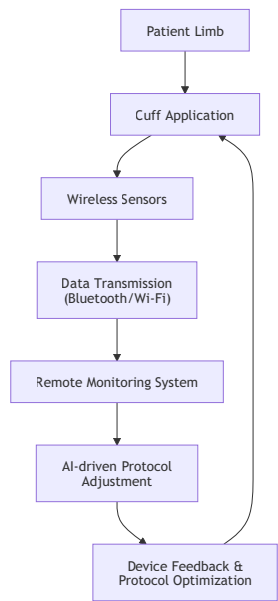 Patient Limb
Cuff Application
Wireless Sensors
Data Transmission
(Bluetooth/Wi-Fi)
Remote Monitoring System
AI-driven Protocol
Adjustment
Device Feedback &
Protocol Optimization